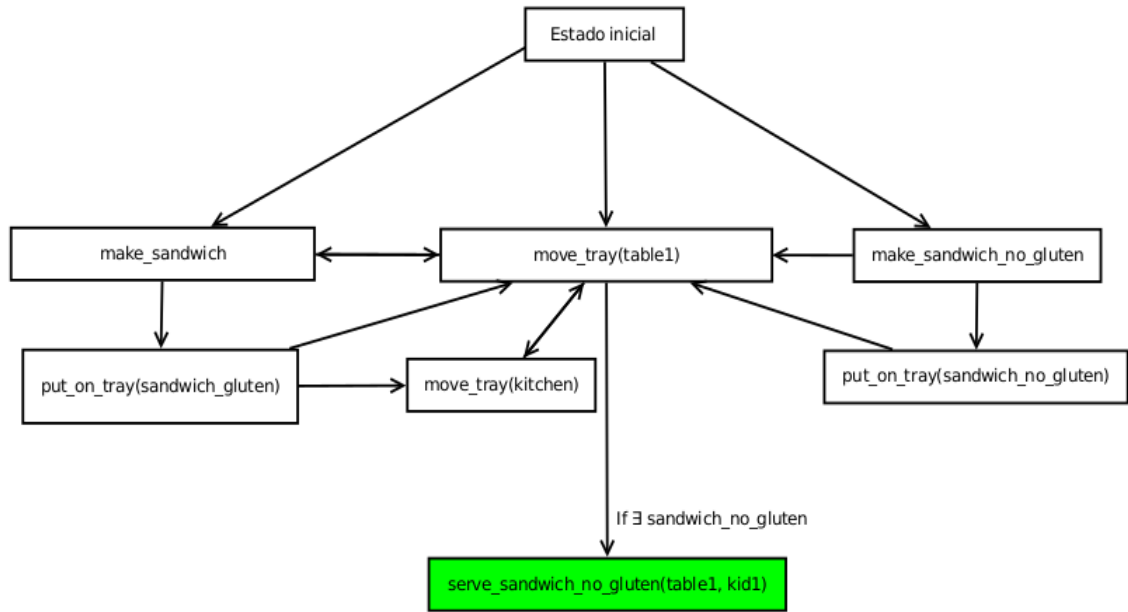 Estado inicial
make_sandwich
move_tray(table1)
make_sandwich_no_gluten
put_on_tray(sandwich_gluten)
move_tray(kitchen)
put_on_tray(sandwich_no_gluten)
If ∃ sandwich_no_gluten
serve_sandwich_no_gluten(table1, kid1)